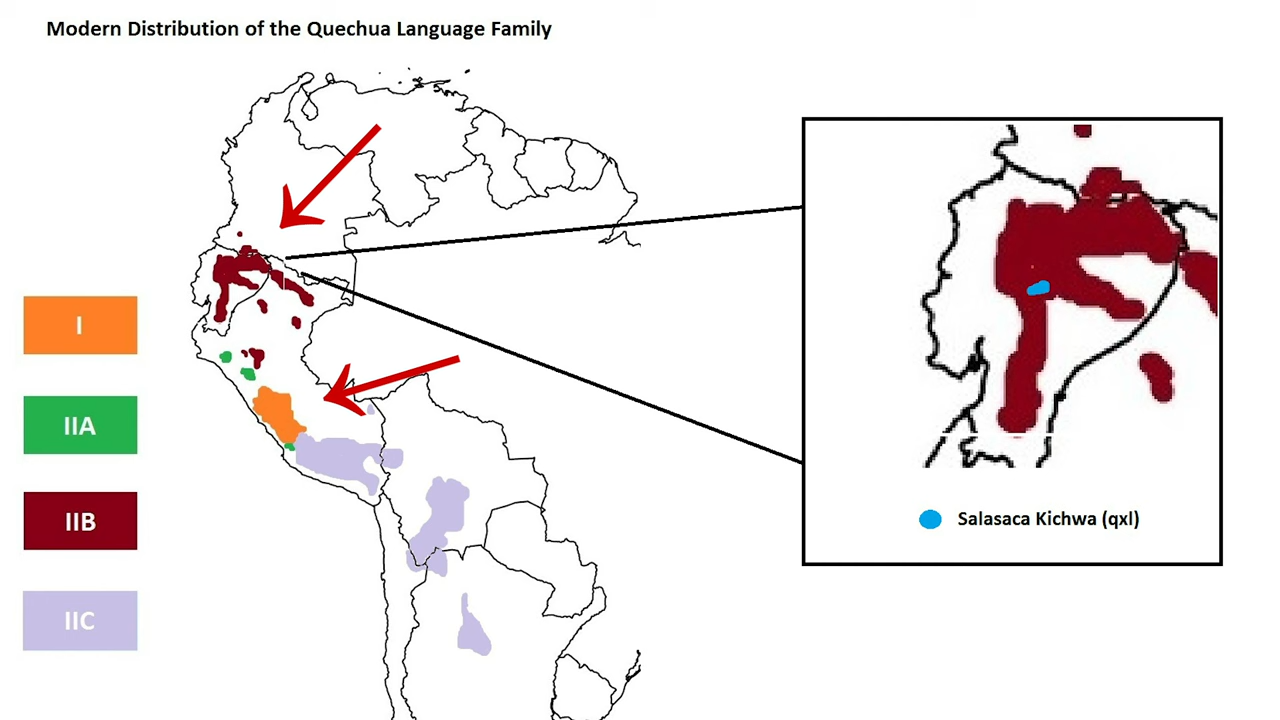 Modern Distribution of the Quechua Language Family
I
IIA
IIB
IIC
Salasaca Kichwa (qxl)